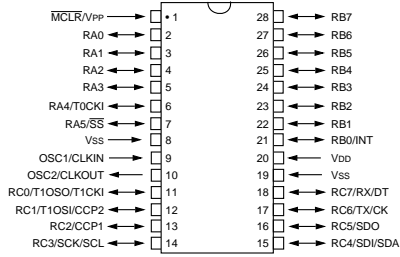 MCLR/VPP • 1 28 RB7
RA0 2 27 RB6
RA1 3 26 RB5
RA2 4 25 RB4
RA3 5 24 RB3
RA4/T0CKI 6 23 RB2
RA5/SS 7 22 RB1
VSS 8 21 RB0/INT
OSC1/CLKIN 9 20 VDD
OSC2/CLKOUT 10 19 VSS
RC0/T1OSO/T1CKI 11 18 RC7/RX/DT
RC1/T1OSI/CCP2 12 17 RC6/TX/CK
RC2/CCP1 13 16 RC5/SDO
RC3/SCK/SCL 14 15 RC4/SDI/SDA